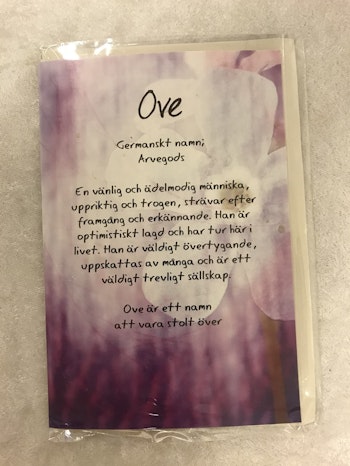 Ove
Germanskt namn;
Arvegods
En vänlig och ädelmodig människa,
uppriktig och trogen, strävar efter
framgång och erkännande. Han är
optimistiskt lagd och har tur här i
livet. Han är väldigt övertygande,
uppskattas av många och är ett
väldigt trevligt sällskap.
Ove är ett namn
att vara stolt över